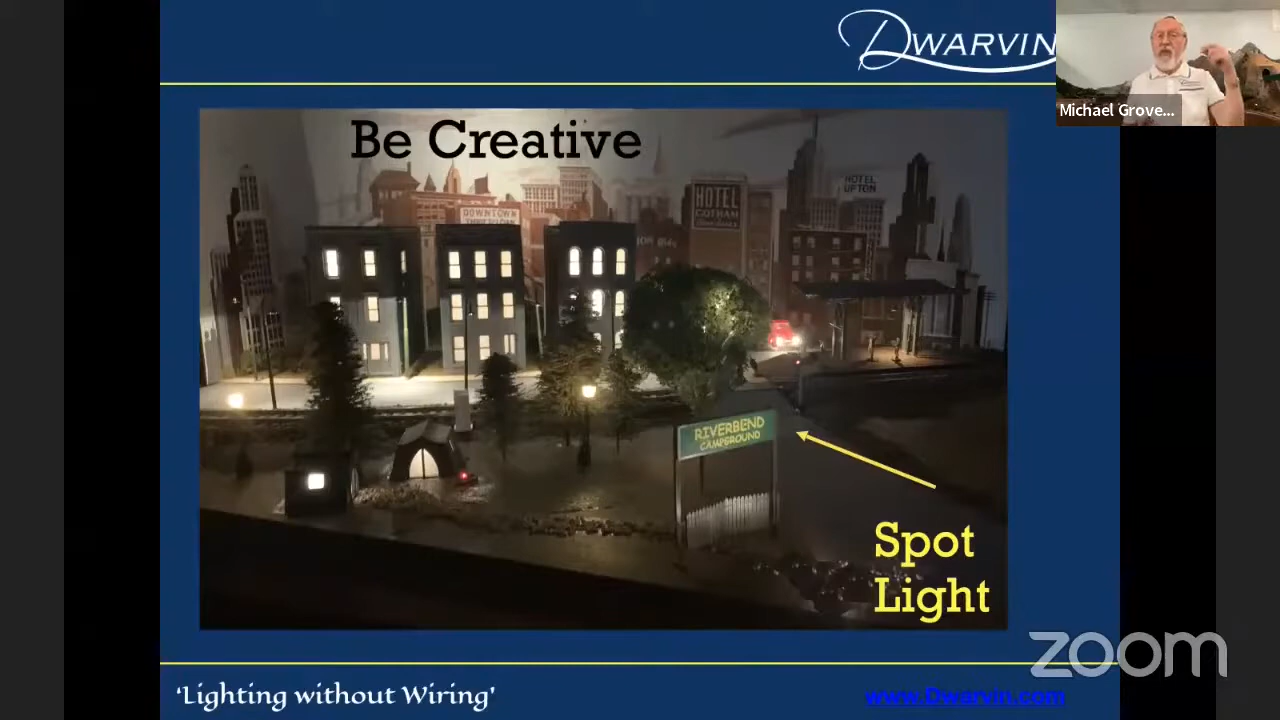 DWARVIN
Michael Grove...
Be Creative
HOTEL
UPTON
HOTEL
GOTHAM
DOWNTOWN
RIVERBEND
CAMPGROUND
Spot
Light
zoom
'Lighting without Wiring'
www.Dwarvin.com